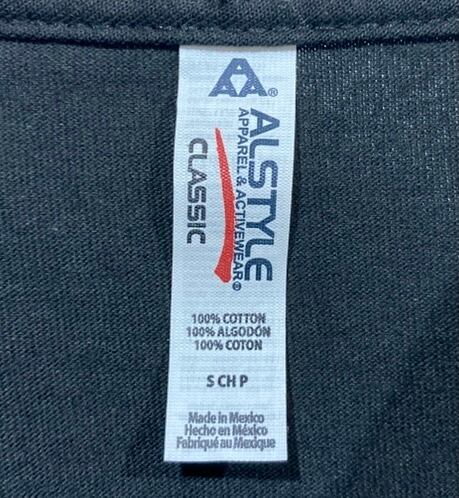 AA®
ALSTYLE
APPAREL & ACTIVEWEAR®
CLASSIC
100% COTTON
100% ALGODÓN
100% COTON
S CH P
Made in Mexico
Hecho en México
Fabriqué au Mexique